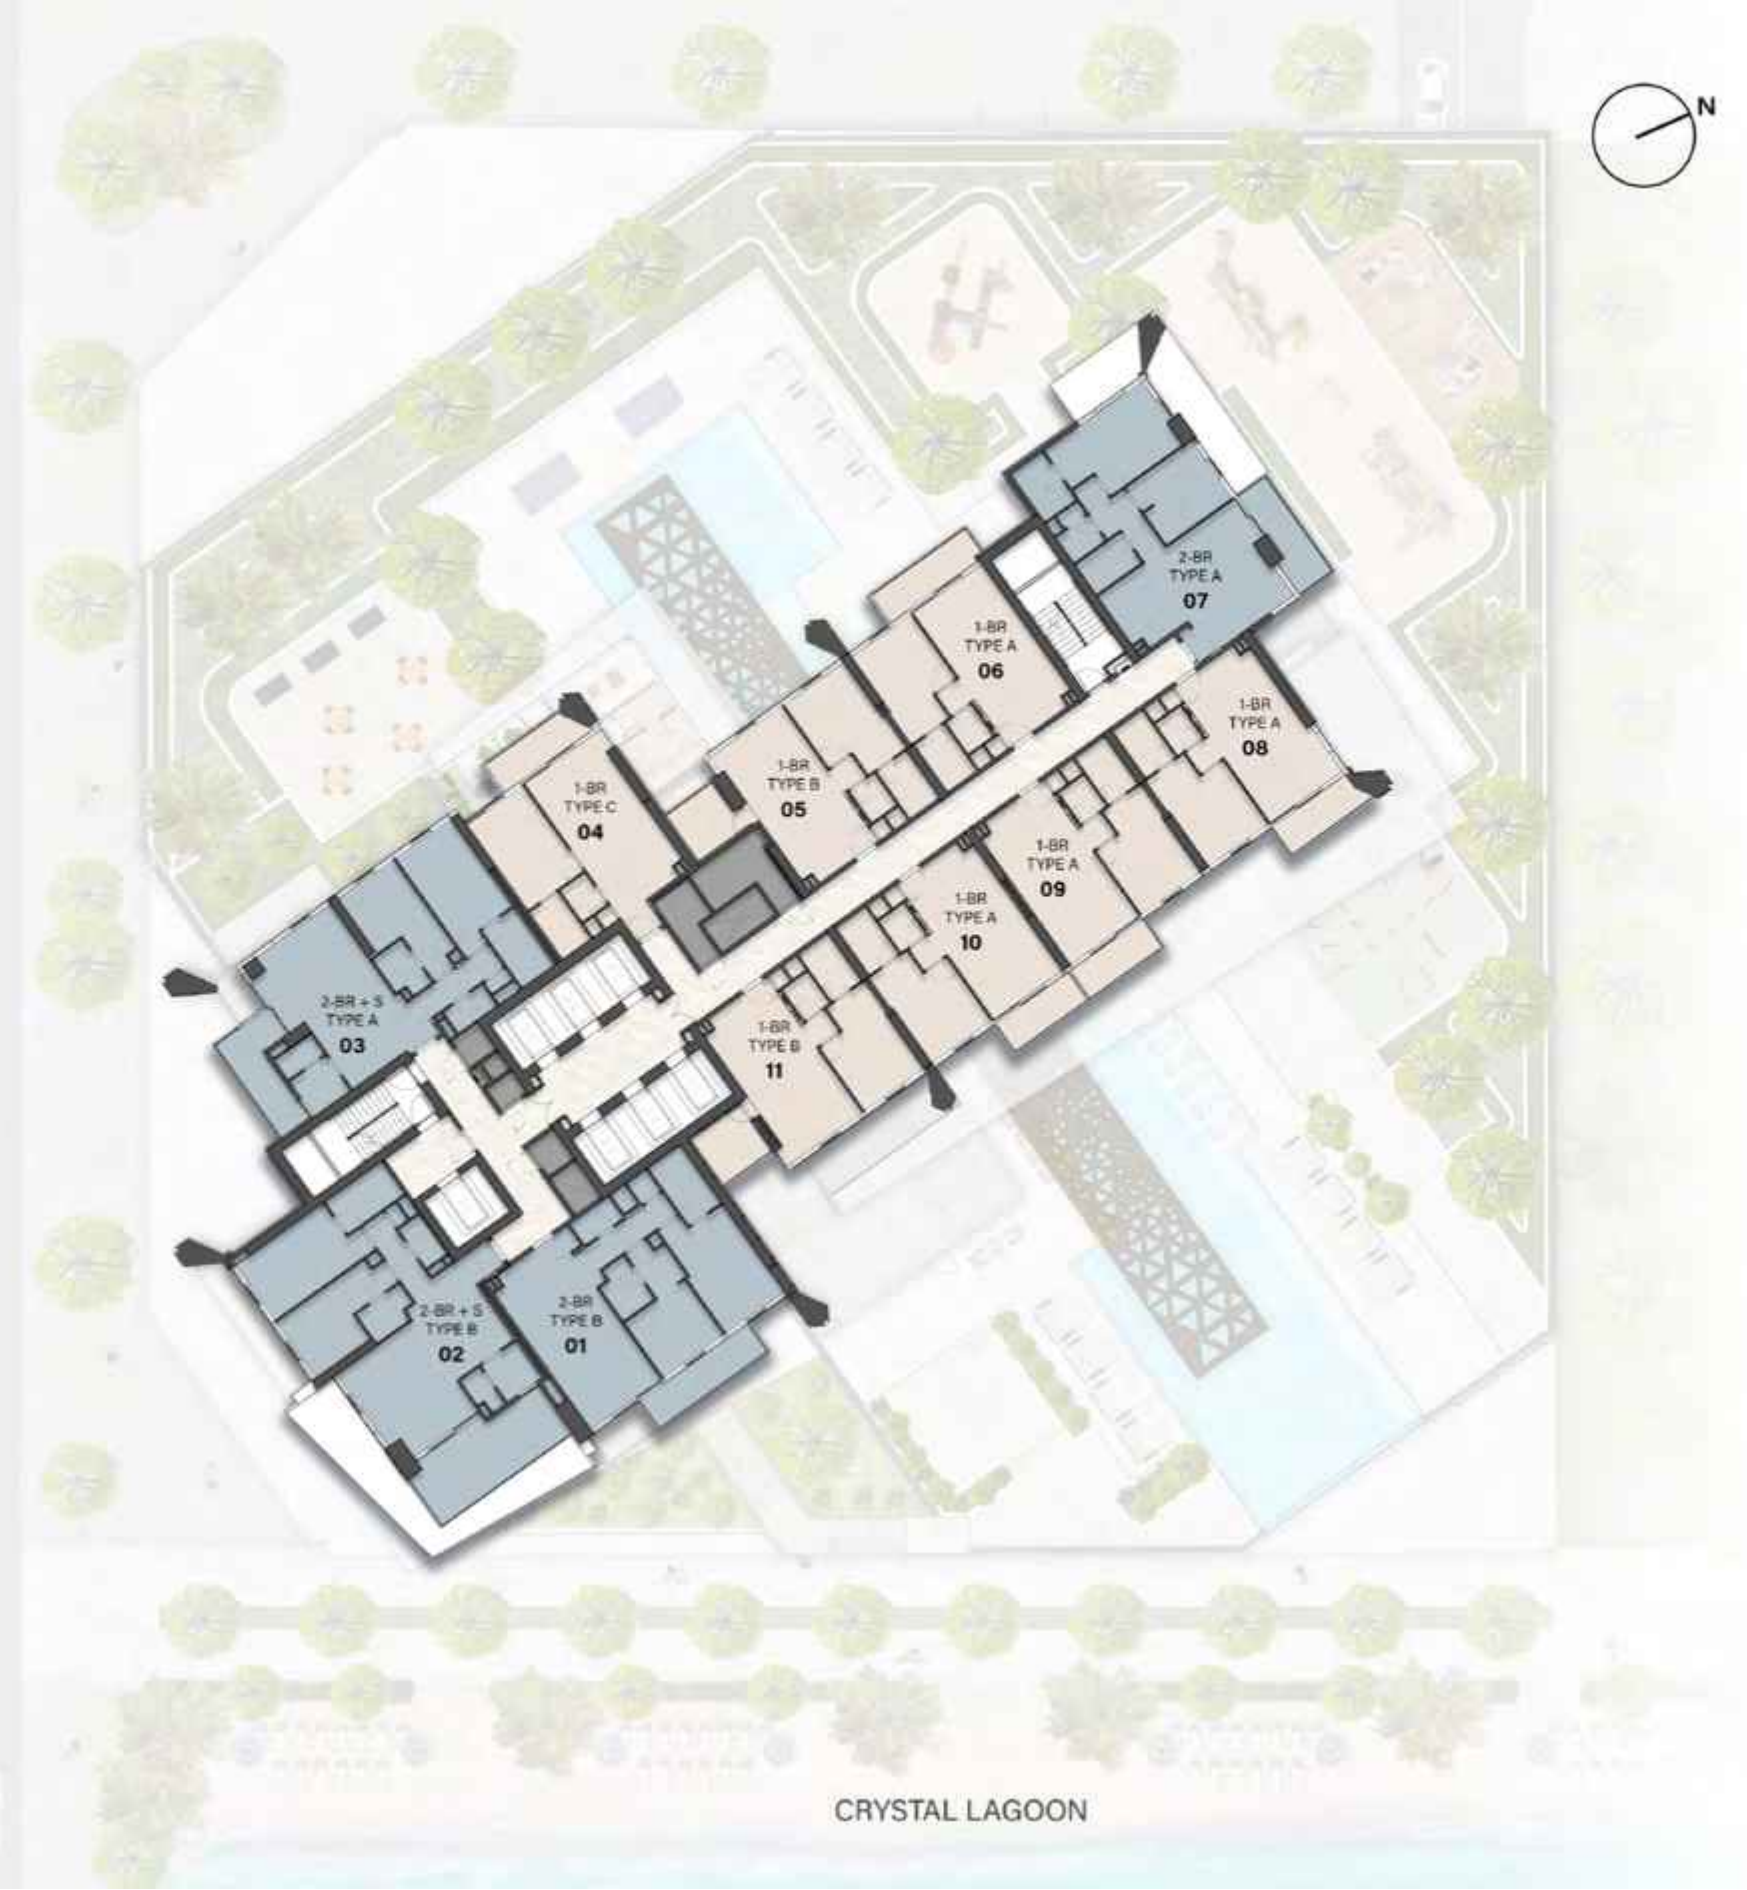 N
2-BR
TYPE A
07
1-BR
TYPE A
06
1-BR
TYPE A
08
1-BR
TYPE B
05
1-BR
TYPE C
04
1-BR
TYPE A
09
1-BR
TYPE A
10
2-BR + S
TYPE A
03
1-BR
TYPE B
11
2-BR + S
TYPE B
02
2-BR
TYPE B
01
CRYSTAL LAGOON